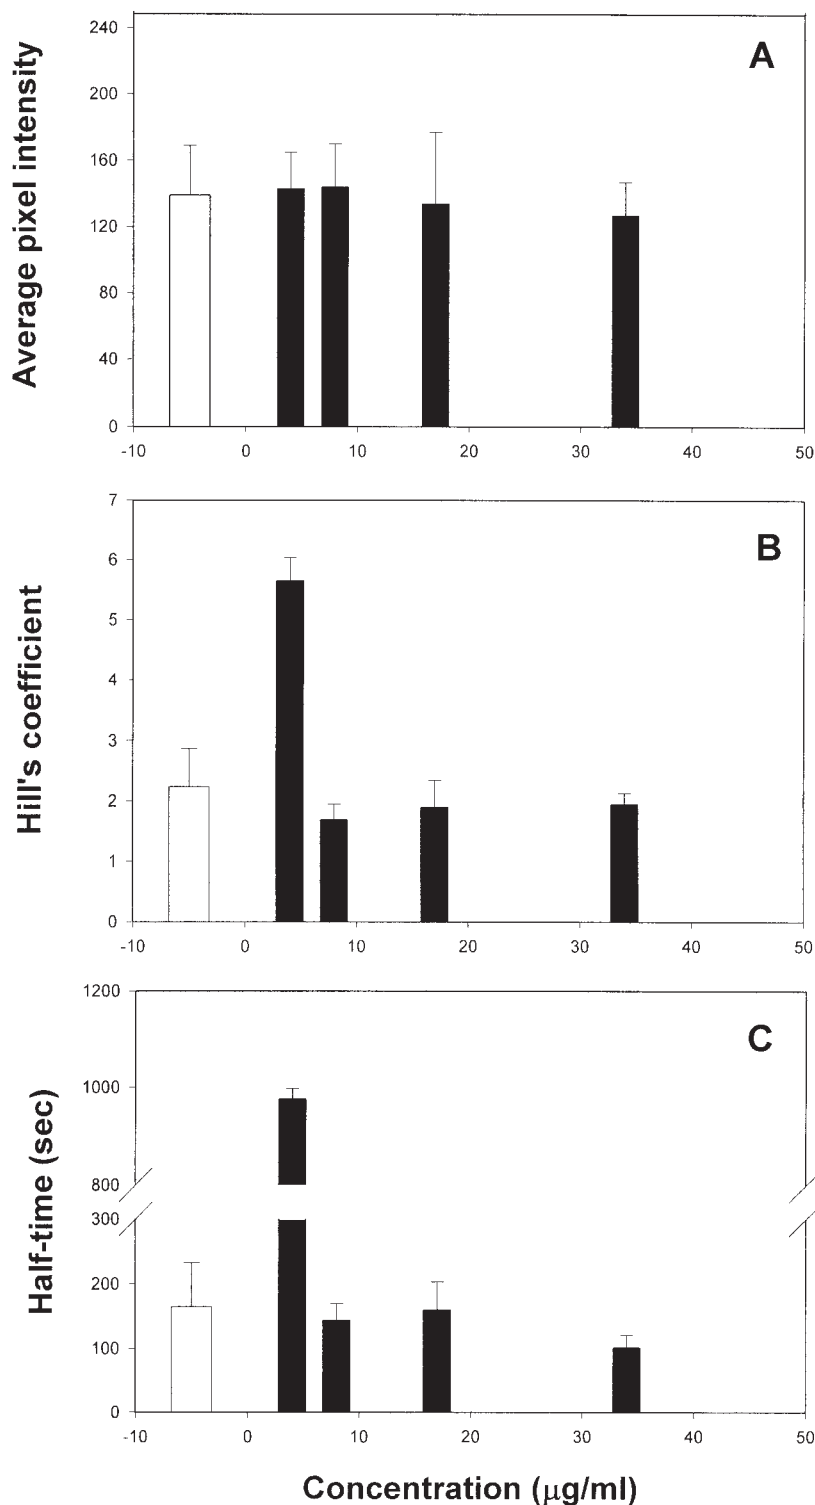 A
Average pixel intensity
240
200
160
120
80
40
0
-10 0 10 20 30 40 50
B
Hill's coefficient
7
6
5
4
3
2
1
0
-10 0 10 20 30 40 50
C
Half-time (sec)
1200
1000
800
300
200
100
0
-10 0 10 20 30 40 50
Concentration (μg/ml)